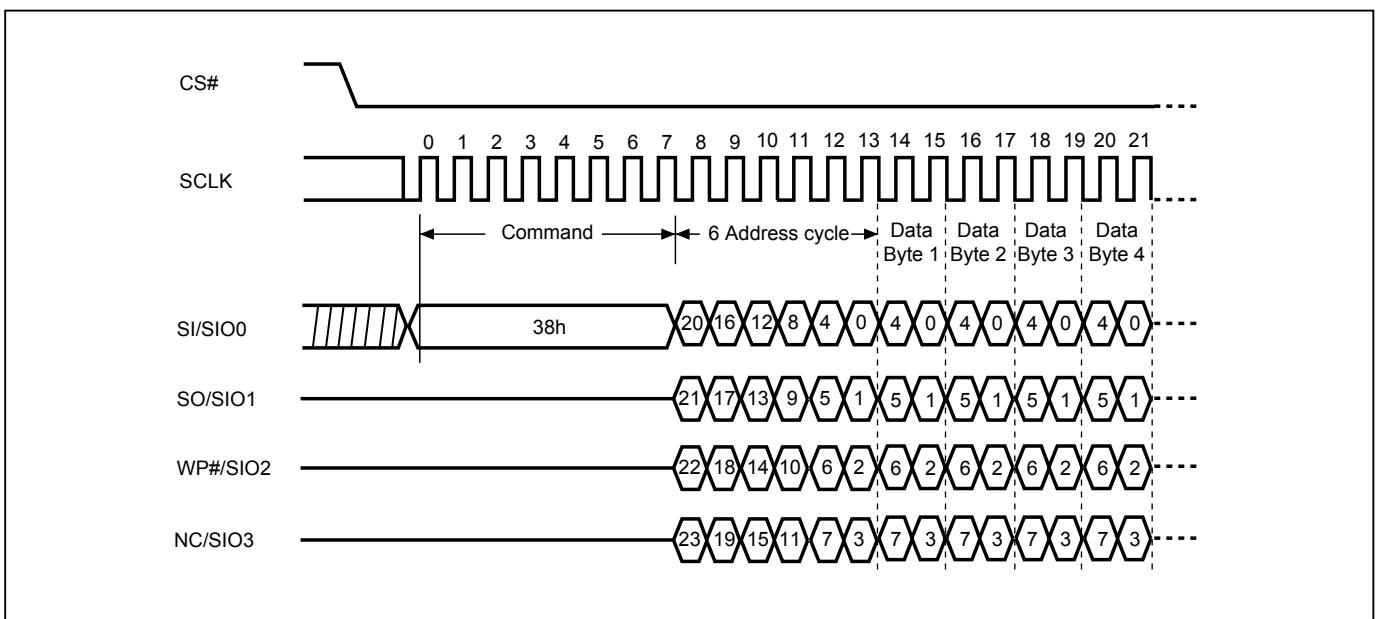 CS#
0 1 2 3 4 5 6 7 8 9 10 11 12 13 14 15 16 17 18 19 20 21
SCLK
Command 6 Address cycle Data Byte 1 Data Byte 2 Data Byte 3 Data Byte 4
SI/SIO0 38h 20 16 12 8 4 0 4 0 4 0 4 0 4 0
SO/SIO1 21 17 13 9 5 1 5 1 5 1 5 1 5 1
WP#/SIO2 22 18 14 10 6 2 6 2 6 2 6 2 6 2
NC/SIO3 23 19 15 11 7 3 7 3 7 3 7 3 7 3